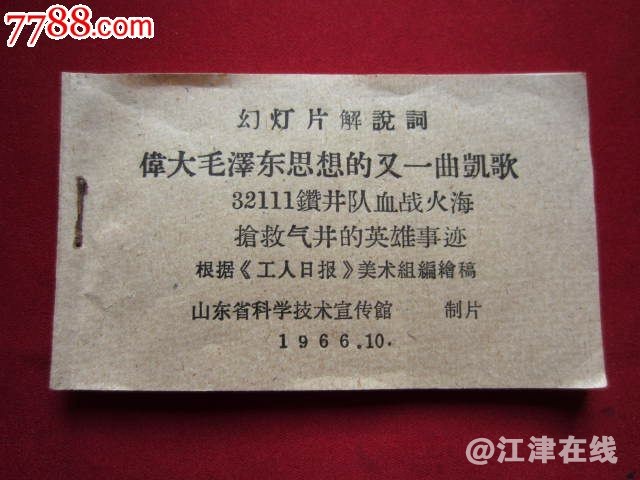 7788.com
幻灯片解說詞
偉大毛澤东思想的又一曲凯歌
32111鑽井队血战火海
搶救气井的英雄事迹
根据《工人日报》美术組編繪稿
山东省科学技术宣传館 制片
1966.10.
@江津在线